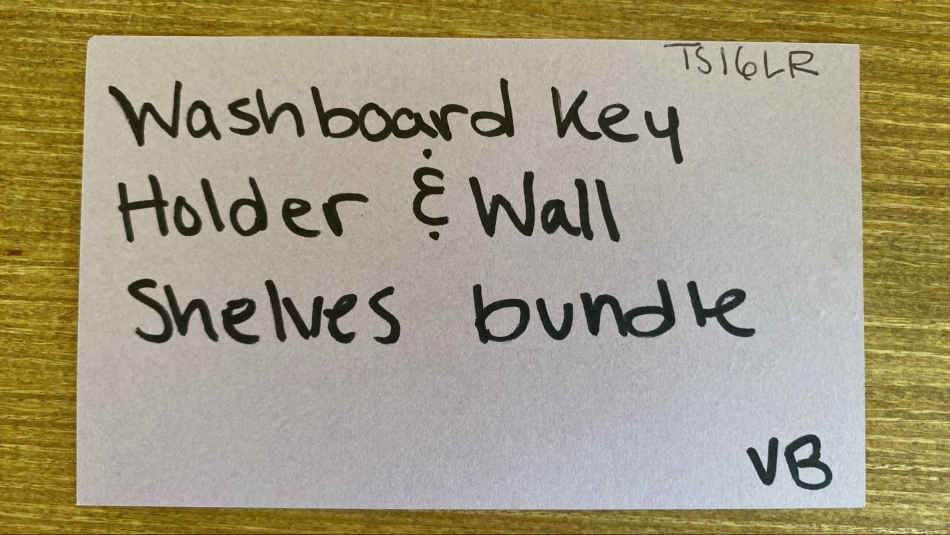 TS16LR
Washboard Key
Holder & Wall
Shelves bundle
VB